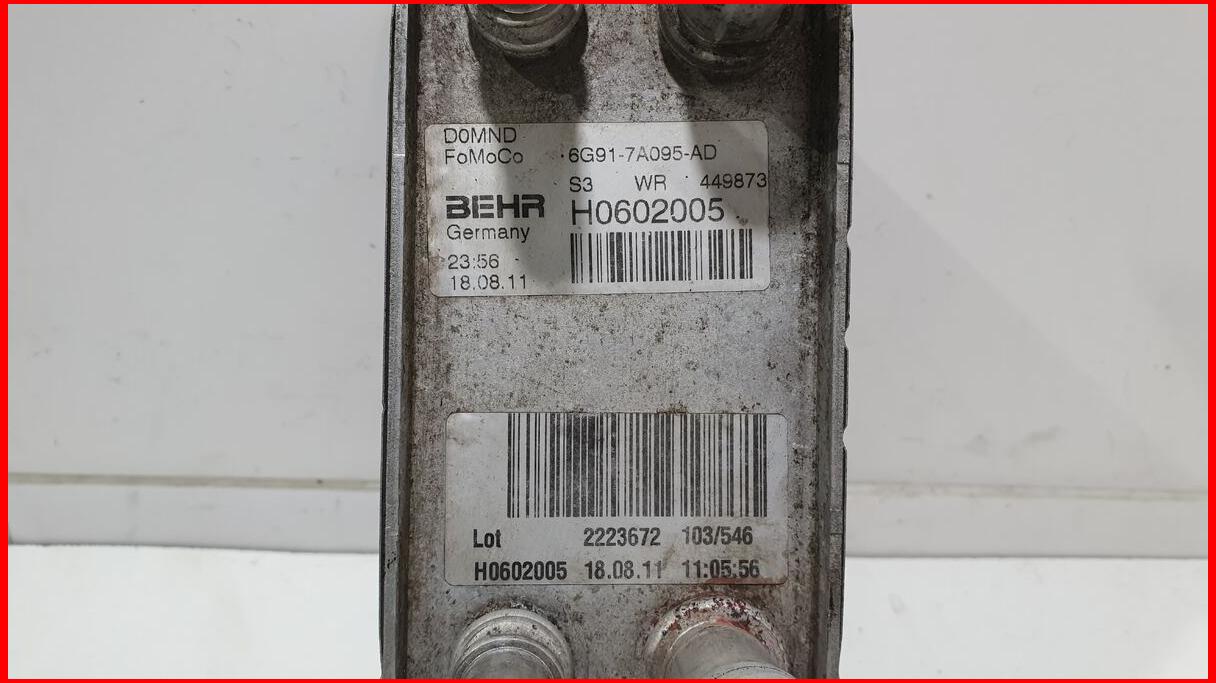 D0MND
FoMoCo 6G91-7A095-AD
S3 WR 449873
BEHR H0602005
Germany
23:56
18.08.11
Lot 2223672 103/546
H0602005 18.08.11 11:05:56